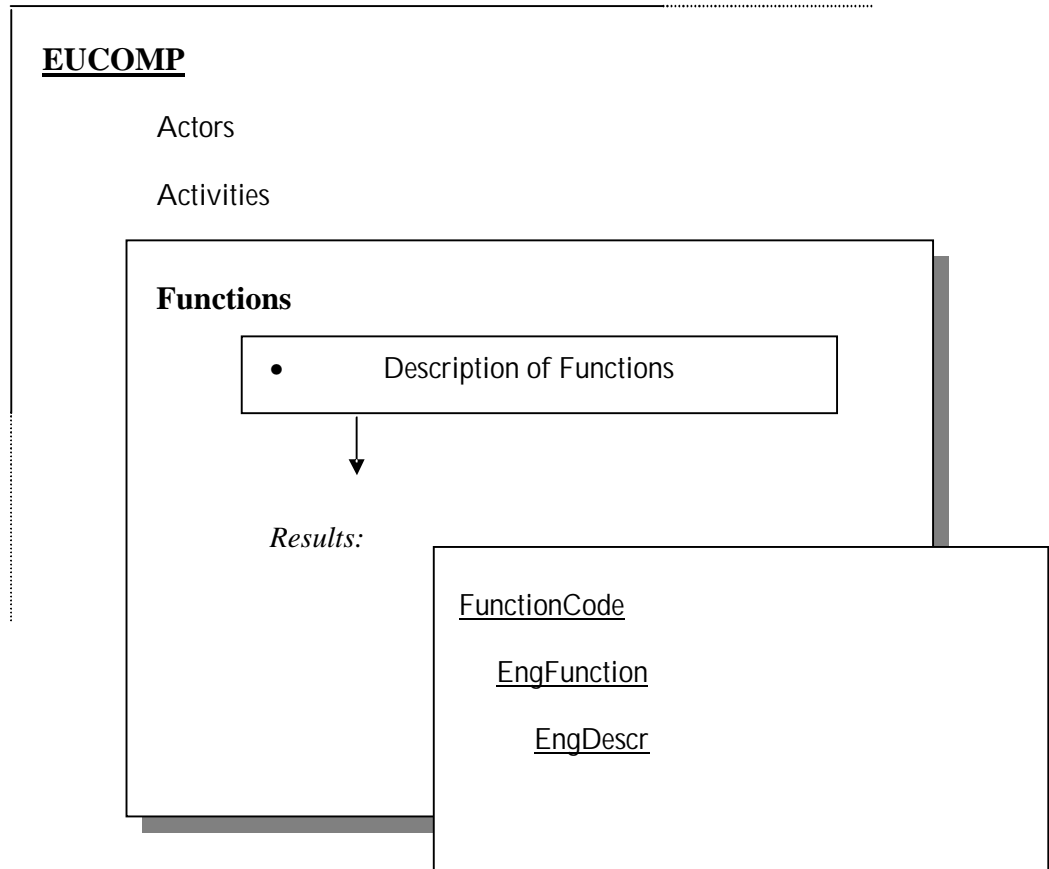 EUCOMP
Actors
Activities
Functions
• Description of Functions
Results:
FunctionCode
EngFunction
EngDescr